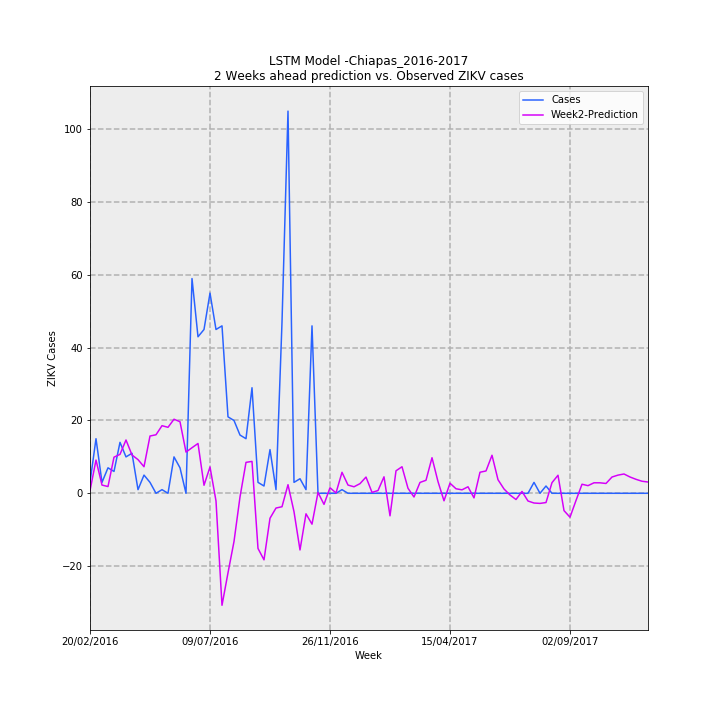 LSTM Model -Chiapas_2016-2017
2 Weeks ahead prediction vs. Observed ZIKV cases
Cases
Week2-Prediction
100
80
60
40
20
0
−20
ZIKV Cases
20/02/2016 09/07/2016 26/11/2016 15/04/2017 02/09/2017
Week